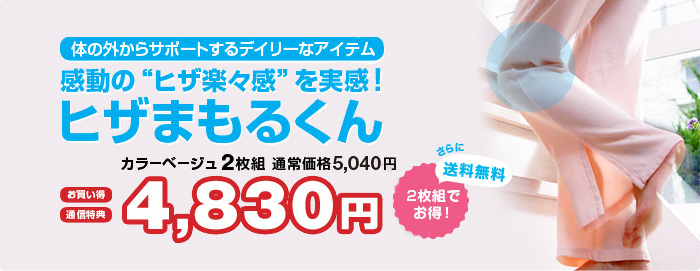 体の外からサポートするデイリーなアイテム
感動の“ヒザ楽々感”を実感！
ヒザまもるくん
カラーベージュ 2枚組 通常価格5,040円
お買い得
通信特典
4,830円
さらに
送料無料
2枚組で
お得！